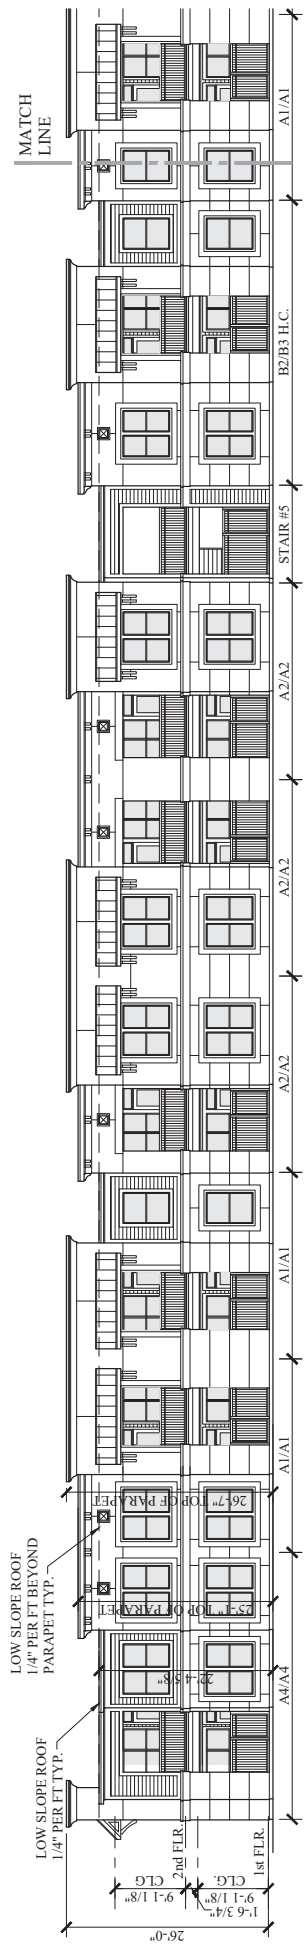 MATCH
LINE
LOW SLOPE ROOF
1/4" PER FT BEYOND
PARAPET TYP.
LOW SLOPE ROOF
1/4" PER FT TYP.
26'-7" TOP OF PARAPET
25'-1" TOP OF PARAPET
22'-4 5/8"
26'-0"
9'-1 1/8"
CLG
2nd FLR.
1'-6 3/4"
9'-1 1/8"
CLG.
1st FLR.
A4/A4
A1/A1
A1/A1
A2/A2
A2/A2
A2/A2
STAIR #5
B2/B3 H.C.
A1/A1